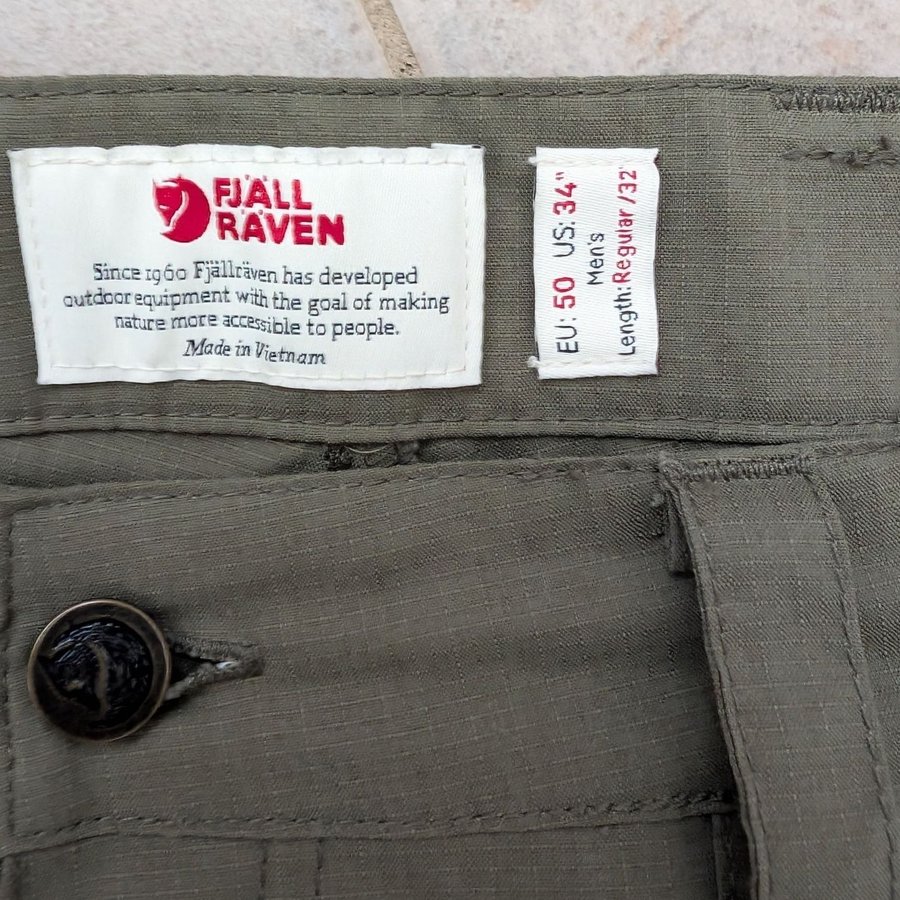 FJÄLL
RÄVEN
Since 1960 Fjällräven has developed
outdoor equipment with the goal of making
nature more accessible to people.
Made in Vietnam
EU: 50 US: 34"
Men's
Length: Regular /32"